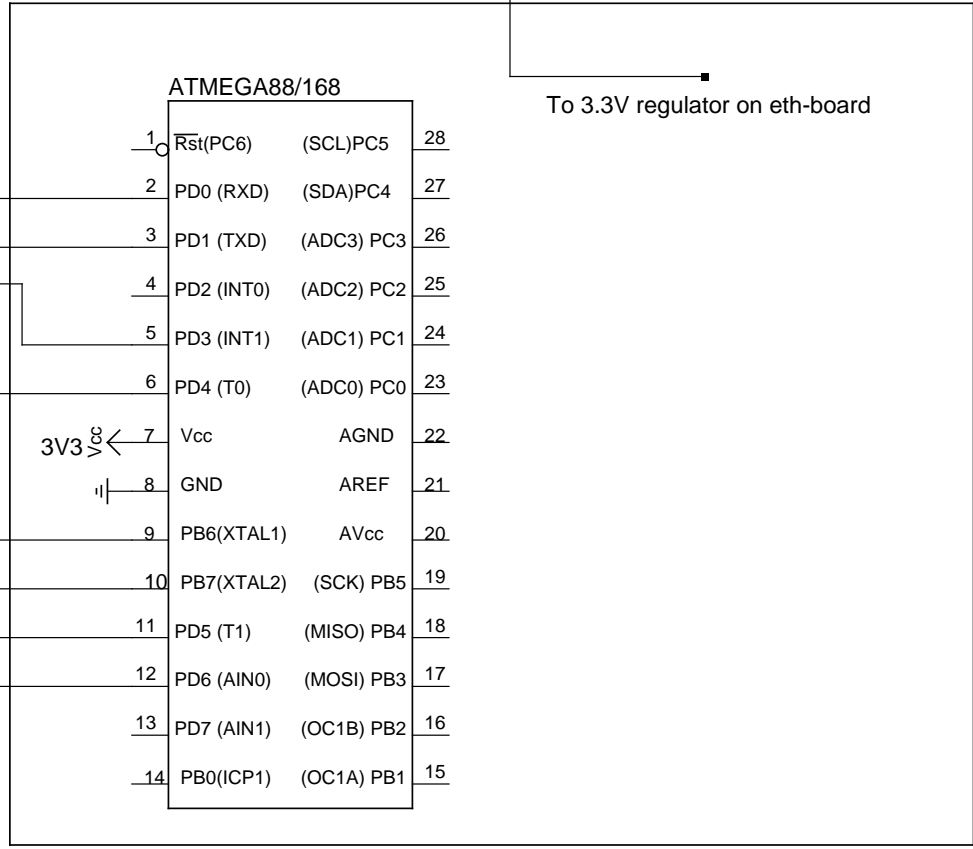 To 3.3V regulator on eth-board
ATMEGA88/168
1 Rst(PC6) (SCL)PC5 28
2 PD0 (RXD) (SDA)PC4 27
3 PD1 (TXD) (ADC3) PC3 26
4 PD2 (INT0) (ADC2) PC2 25
5 PD3 (INT1) (ADC1) PC1 24
6 PD4 (T0) (ADC0) PC0 23
3V3 Vcc 7 Vcc AGND 22
8 GND AREF 21
9 PB6(XTAL1) AVcc 20
10 PB7(XTAL2) (SCK) PB5 19
11 PD5 (T1) (MISO) PB4 18
12 PD6 (AIN0) (MOSI) PB3 17
13 PD7 (AIN1) (OC1B) PB2 16
14 PB0(ICP1) (OC1A) PB1 15